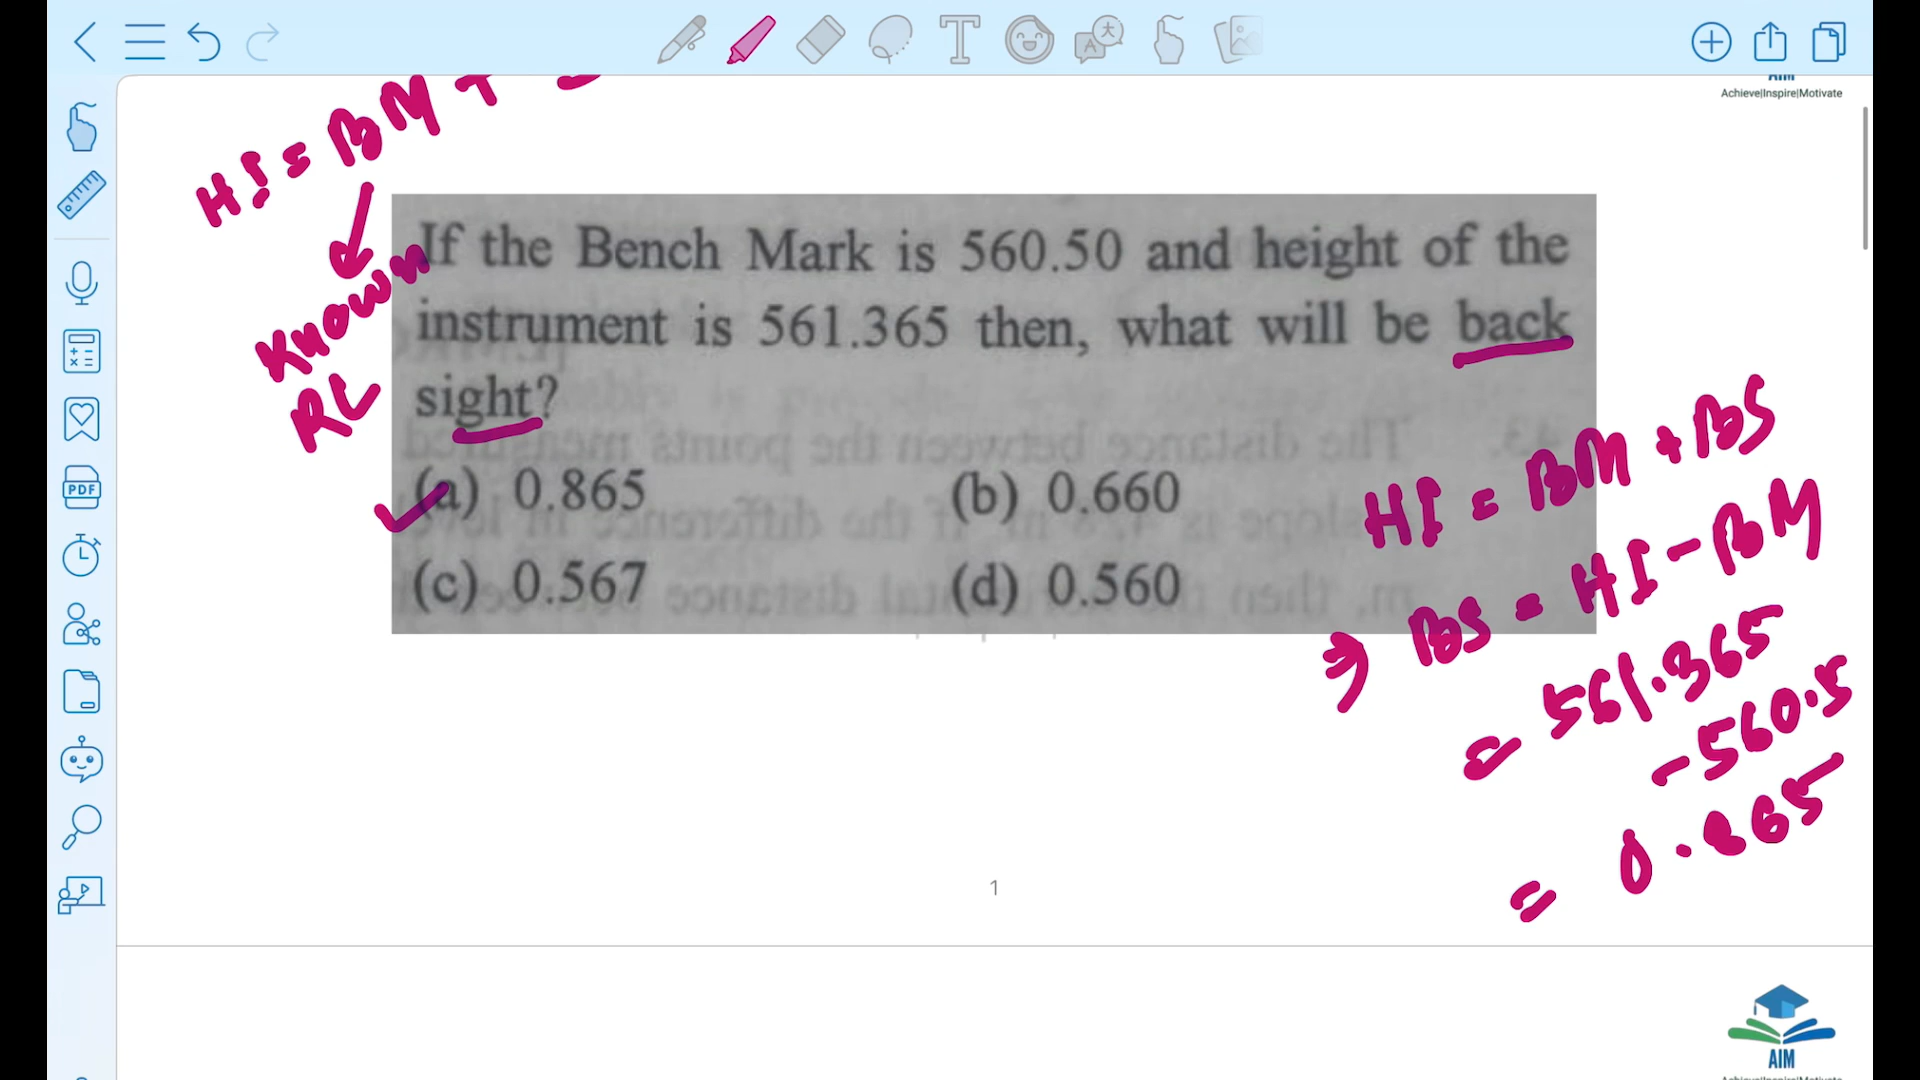 AIM
Achieve|Inspire|Motivate
HI = BM +
Known
RL
If the Bench Mark is 560.50 and height of the
instrument is 561.365 then, what will be back
sight?
(a) 0.865
(b) 0.660
(c) 0.567
(d) 0.560
HI = BM + BS
⇒ BS = HI - BM
= 561.365
- 560.5
= 0.865
PDF
1
AIM